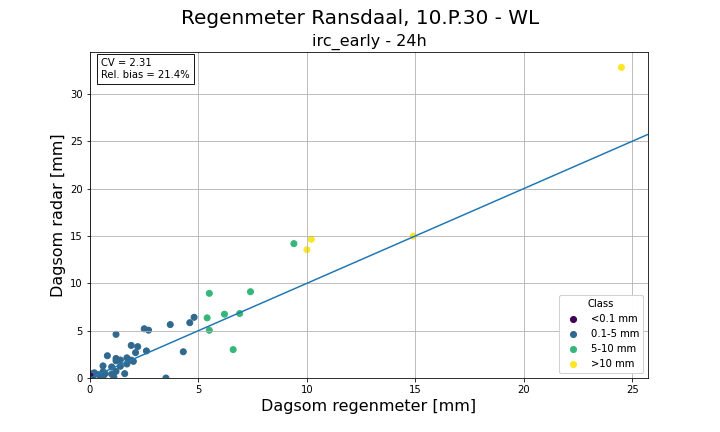 Regenmeter Ransdaal, 10.P.30 - WL
irc_early - 24h
CV = 2.31
Rel. bias = 21.4%
Dagsom radar [mm]
30
25
20
15
10
5
0
0 5 10 15 20 25
Dagsom regenmeter [mm]
Class
<0.1 mm
0.1-5 mm
5-10 mm
>10 mm